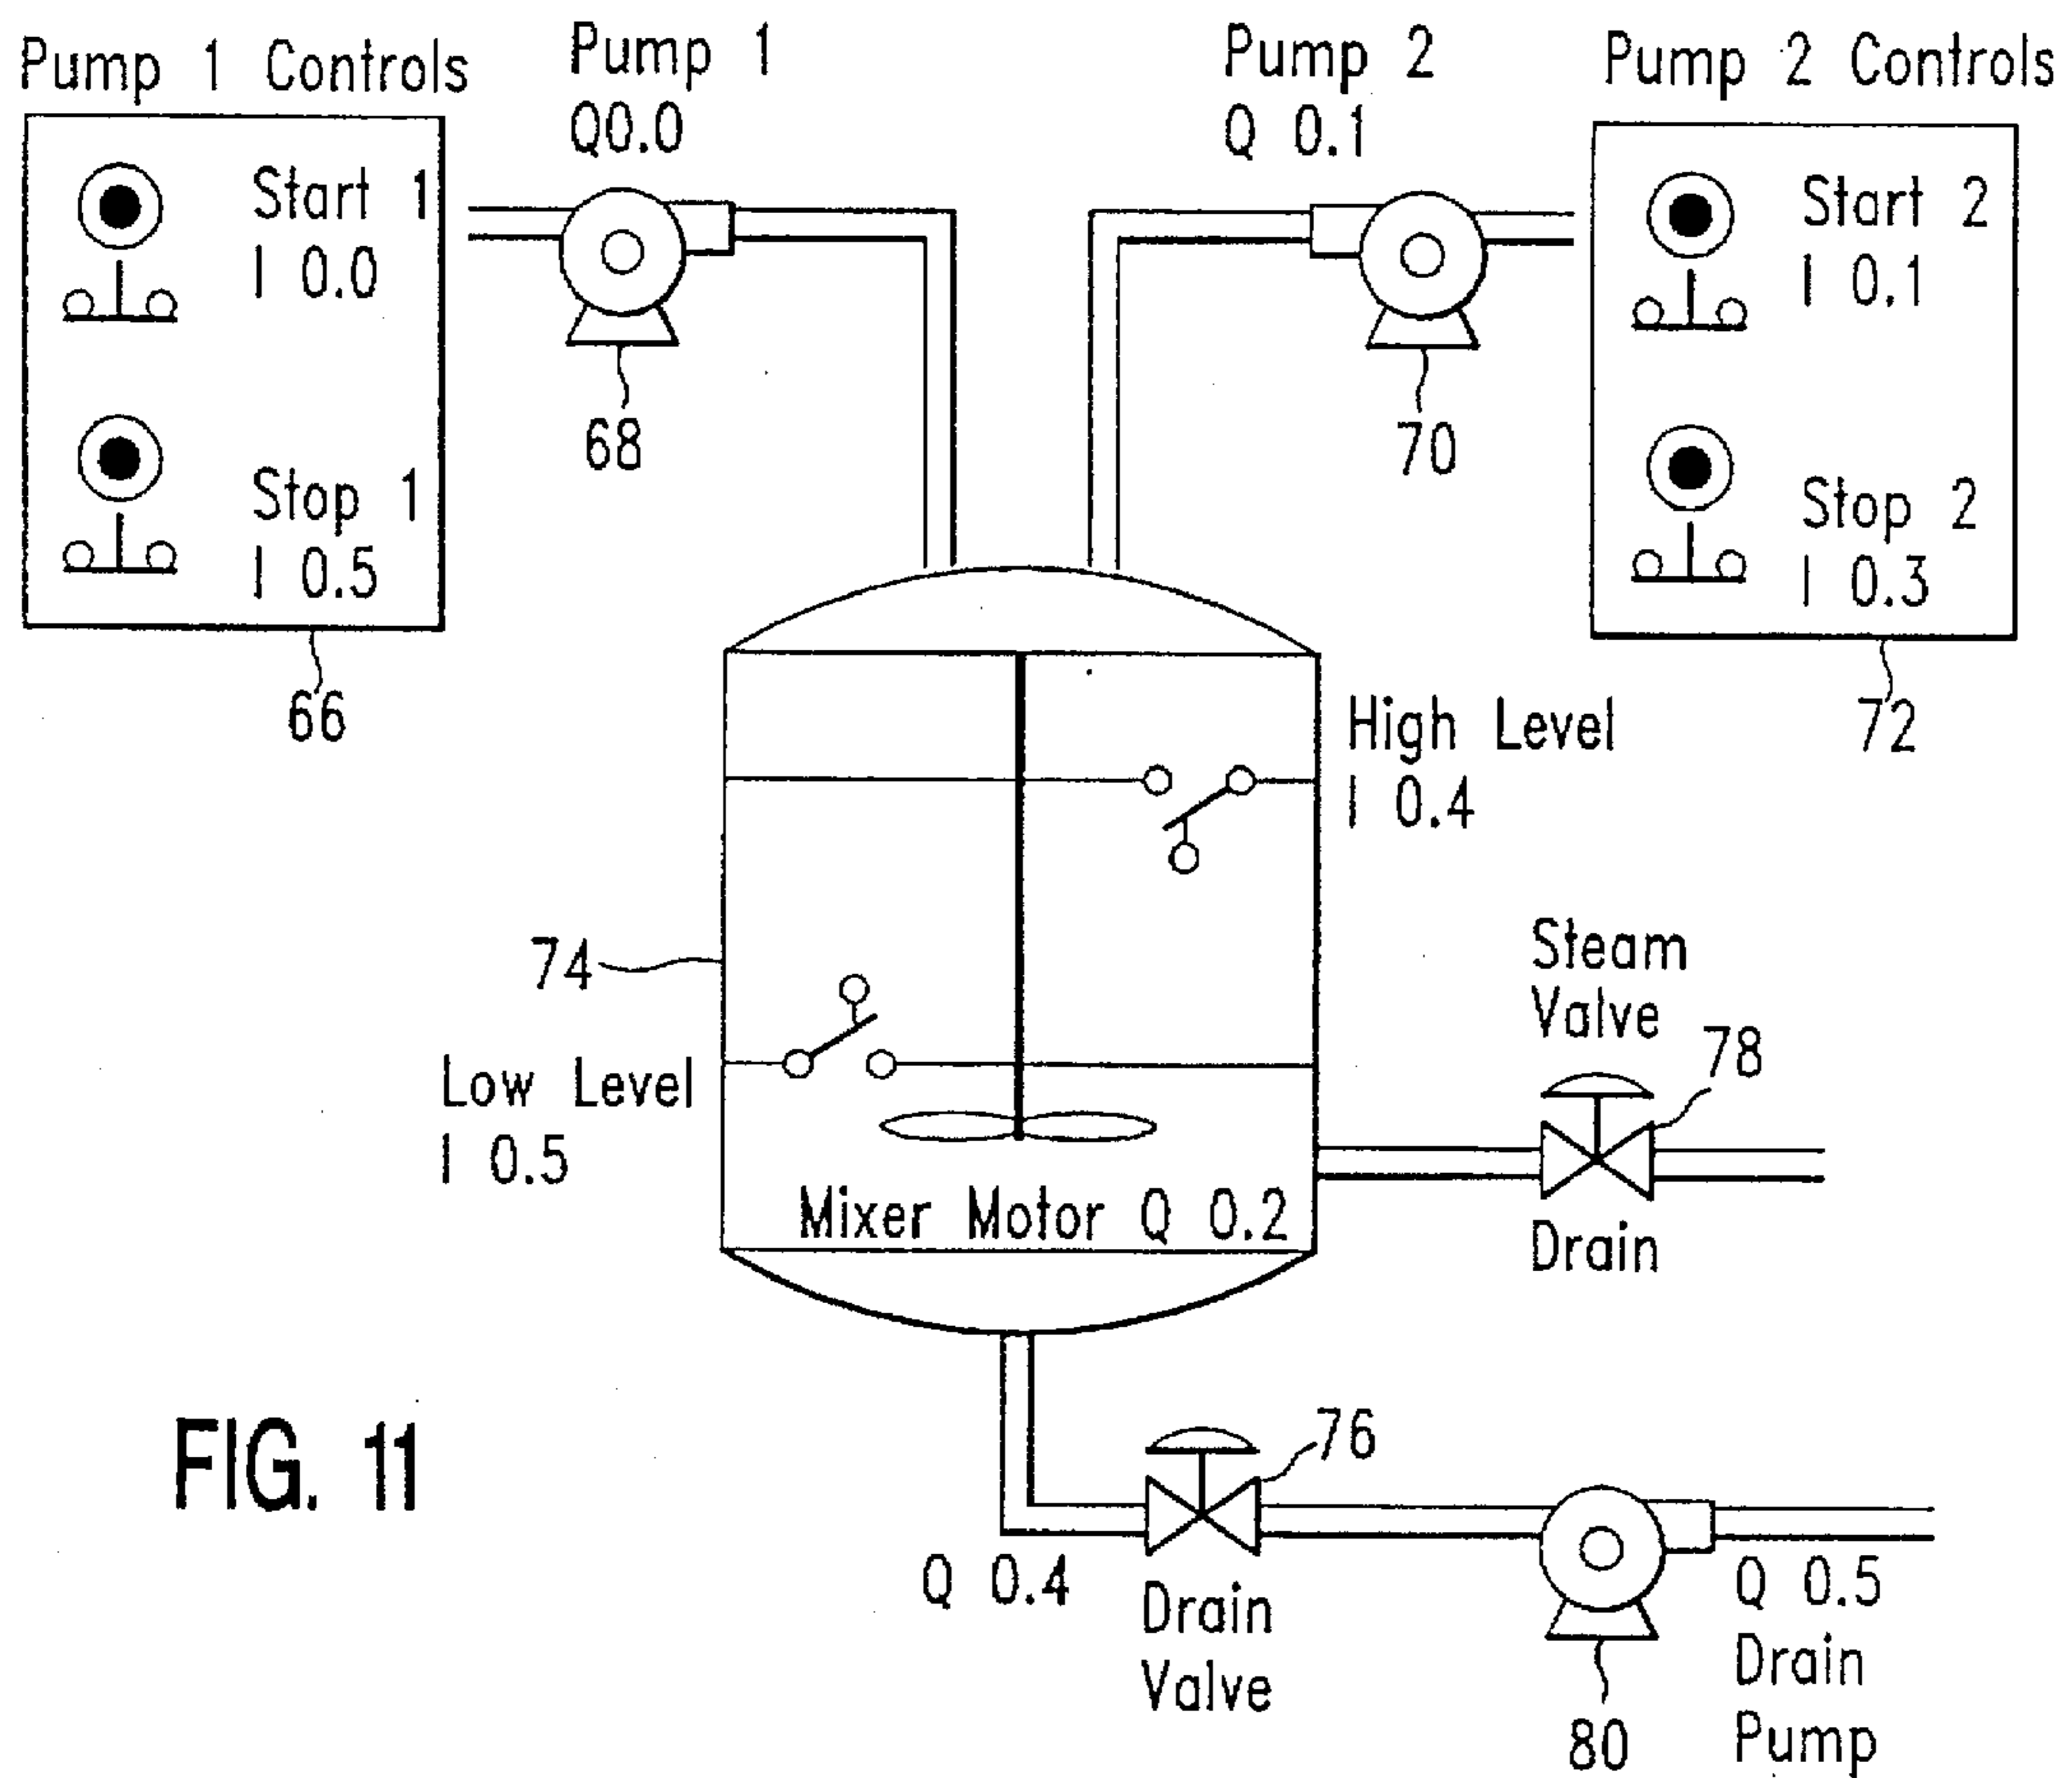 Pump 1 Controls
Start 1
I 0.0
Stop 1
I 0.5
66
Pump 1
Q0.0
68
Pump 2
Q 0.1
70
Pump 2 Controls
Start 2
I 0.1
Stop 2
I 0.3
72
High Level
I 0.4
74
Low Level
I 0.5
Mixer Motor Q 0.2
Steam
Valve
78
Drain
FIG. 11
76
Q 0.4
Drain
Valve
80
Q 0.5
Drain
Pump